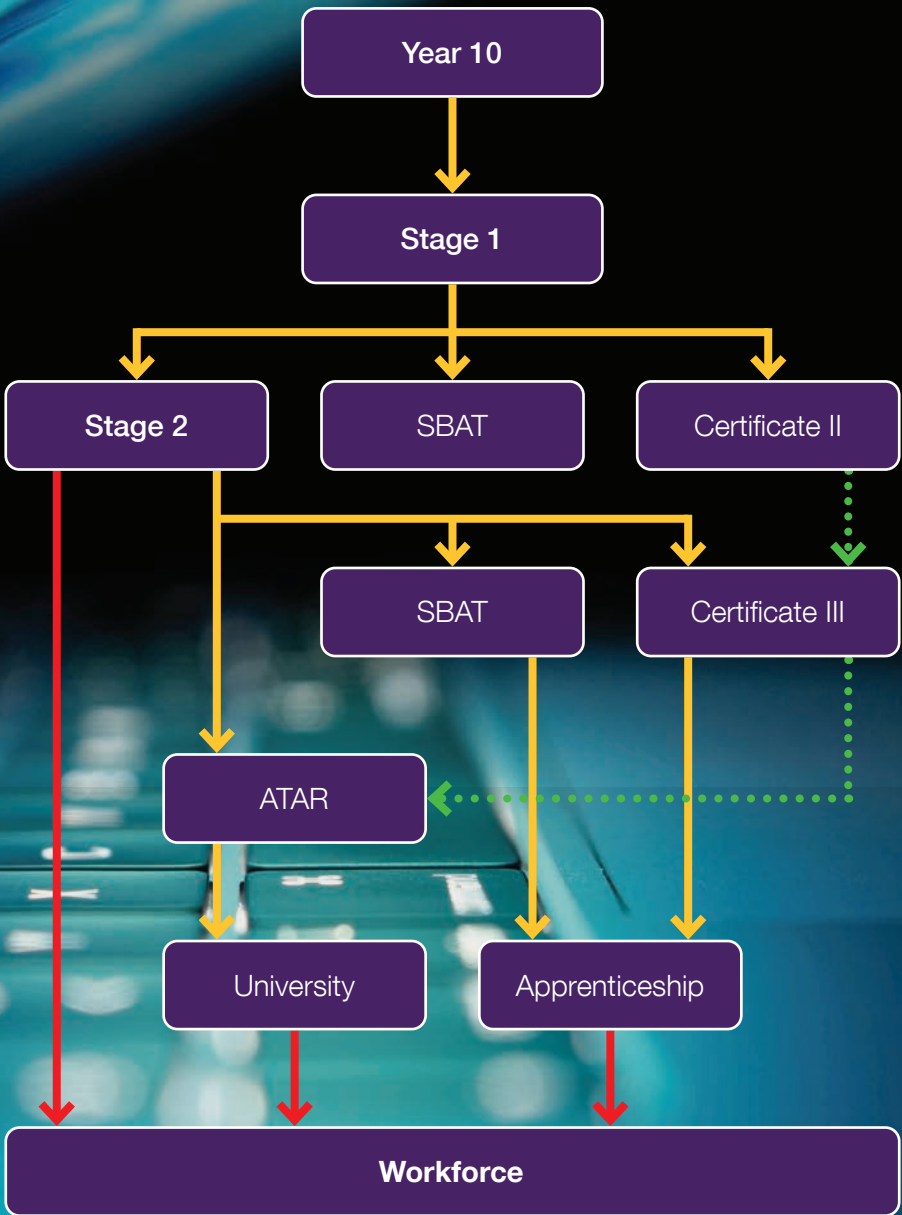 Year 10
Stage 1
Stage 2
SBAT
Certificate II
SBAT
Certificate III
ATAR
University
Apprenticeship
Workforce